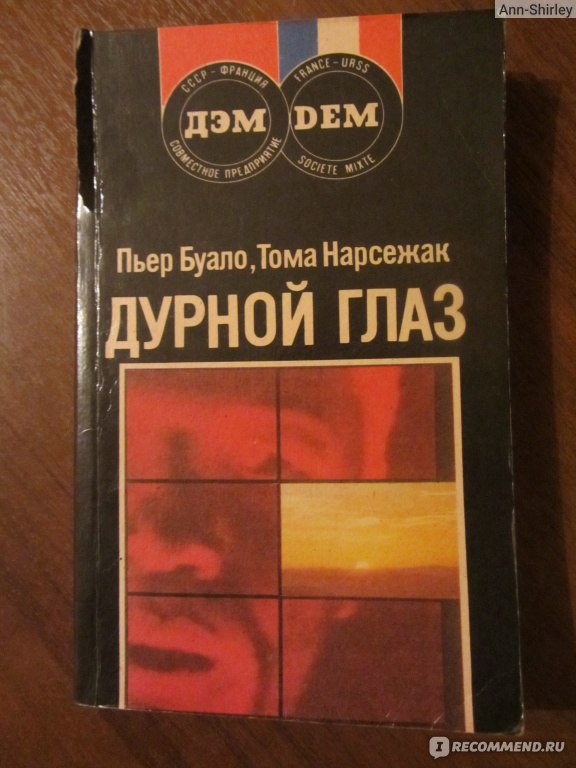 Ann-Shirley
СССР - ФРАНЦИЯ
ДЭМ
СОВМЕСТНОЕ ПРЕДПРИЯТИЕ
FRANCE - URSS
DEM
SOCIETE MIXTE
Пьер Буало, Тома Нарсежак
ДУРНОЙ ГЛАЗ
I RECOMMEND.RU